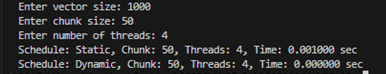 Enter vector size: 1000
Enter chunk size: 50
Enter number of threads: 4
Schedule: Static, Chunk: 50, Threads: 4, Time: 0.001000 sec
Schedule: Dynamic, Chunk: 50, Threads: 4, Time: 0.000000 sec